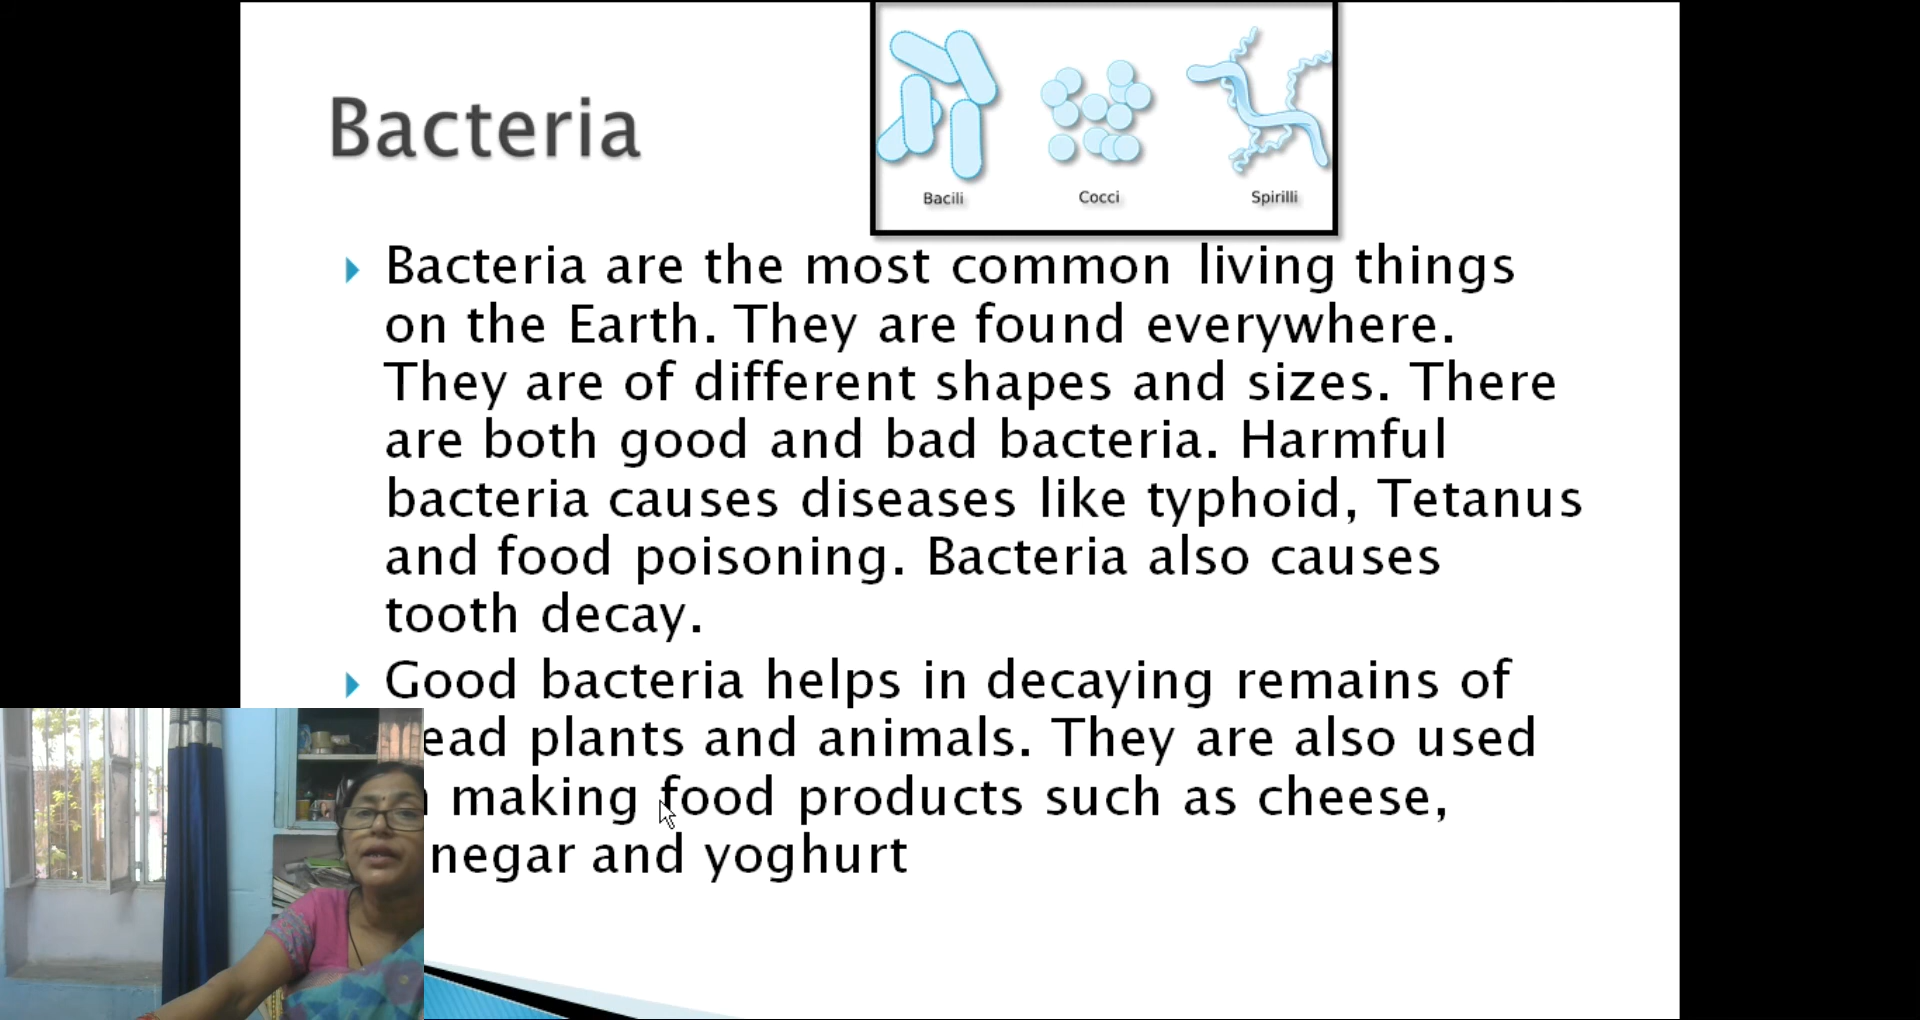 Bacteria
Bacili
Cocci
Spirilli
Bacteria are the most common living things
on the Earth. They are found everywhere.
They are of different shapes and sizes. There
are both good and bad bacteria. Harmful
bacteria causes diseases like typhoid, Tetanus
and food poisoning. Bacteria also causes
tooth decay.
Good bacteria helps in decaying remains of
ead plants and animals. They are also used
making food products such as cheese,
negar and yoghurt